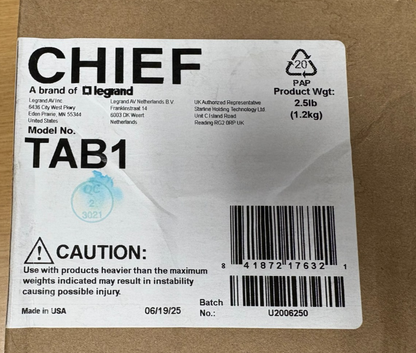 CHIEF
A brand of legrand
Legrand AV Inc.
6436 City West Pkwy
Eden Prairie, MN 55344
United States
Legrand AV Netherlands B.V.
Franklinstraat 14
6003 DK Weert
Netherlands
UK Authorized Representative
Starline Holding Technology Ltd.
Unit C Island Road
Reading RG2 0RP UK
20
PAP
Product Wgt:
2.5lb
(1.2kg)
Model No.
TAB1
QC
2
3021
CAUTION:
Use with products heavier than the maximum
weights indicated may result in instability
causing possible injury.
8 41872 17632 1
Made in USA
06/19/25
Batch
No.:
U2006250